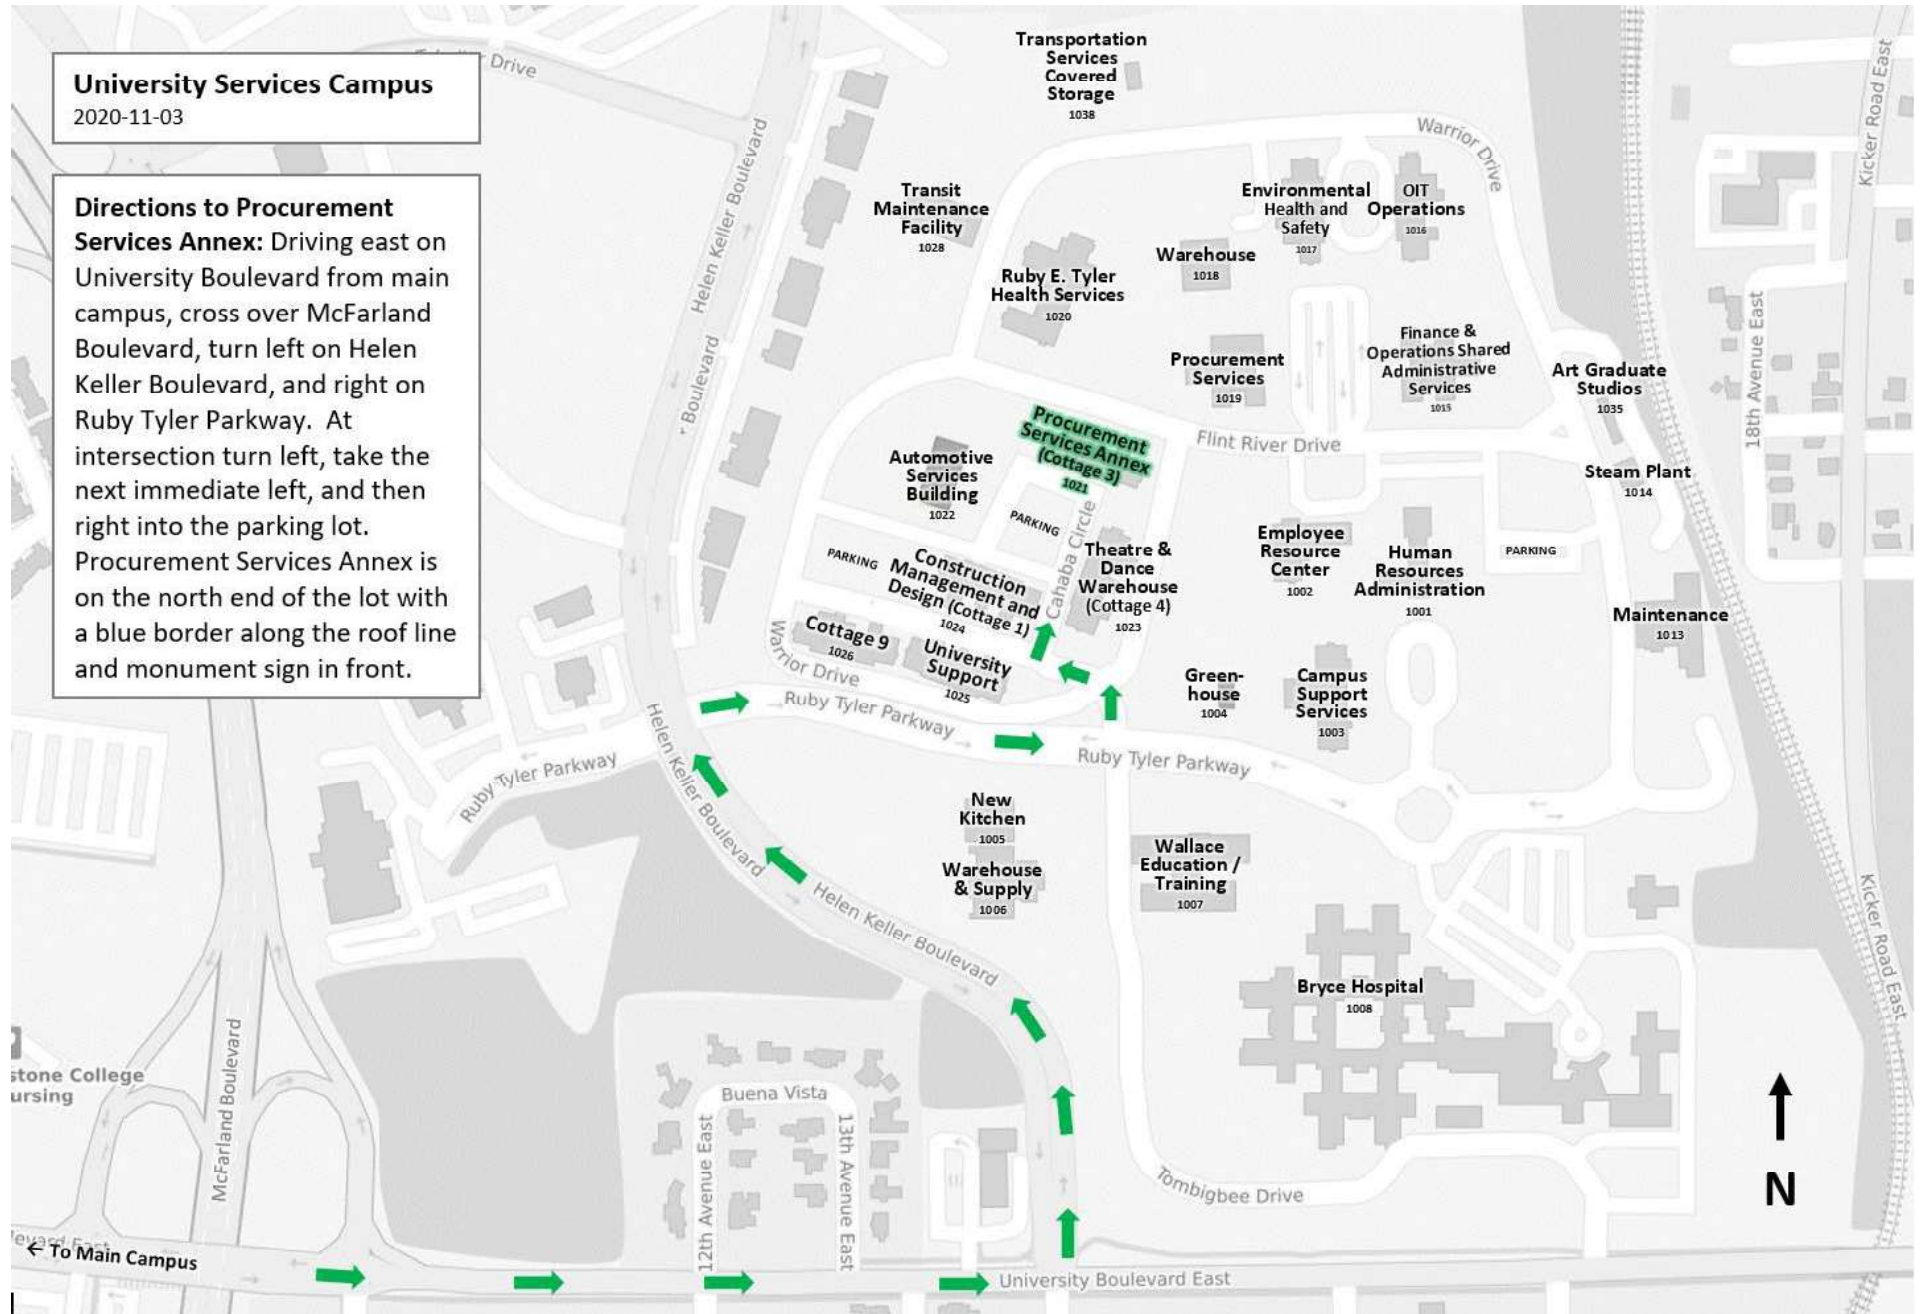 University Services Campus
2020-11-03
Directions to Procurement
Services Annex: Driving east on
University Boulevard from main
campus, cross over McFarland
Boulevard, turn left on Helen
Keller Boulevard, and right on
Ruby Tyler Parkway. At
intersection turn left, take the
next immediate left, and then
right into the parking lot.
Procurement Services Annex is
on the north end of the lot with
a blue border along the roof line
and monument sign in front.
Drive
Transportation
Services
Covered
Storage
1038
Warrior Drive
Kicker Road East
Helen Keller Boulevard
Helen Keller Boulevard
Boulevard
Transit
Maintenance
Facility
1028
Environmental
Health and
Safety
1017
OIT
Operations
1016
Warehouse
1018
Ruby E. Tyler
Health Services
1020
Procurement
Services
1019
Finance &
Operations Shared
Administrative
Services
1015
Art Graduate
Studios
1035
18th Avenue East
Procurement
Services Annex
(Cottage 3)
1021
Flint River Drive
Automotive
Services
Building
1022
Steam Plant
1014
PARKING
PARKING
Cahaba Circle
Construction
Management and
Design (Cottage 1)
1024
Theatre &
Dance
Warehouse
(Cottage 4)
1023
Employee
Resource
Center
1002
Human
Resources
Administration
1001
PARKING
Maintenance
1013
Cottage 9
1026
University
Support
1025
Warrior Drive
Green-
house
1004
Campus
Support
Services
1003
Ruby Tyler Parkway
Ruby Tyler Parkway
Ruby Tyler Parkway
Helen Keller Boulevard
New
Kitchen
1005
Warehouse
& Supply
1006
Wallace
Education /
Training
1007
Helen Keller Boulevard
Kicker Road East
Bryce Hospital
1008
McFarland Boulevard
stone College
ursing
Buena Vista
12th Avenue East
13th Avenue East
Tombigbee Drive
N
← To Main Campus
University Boulevard East